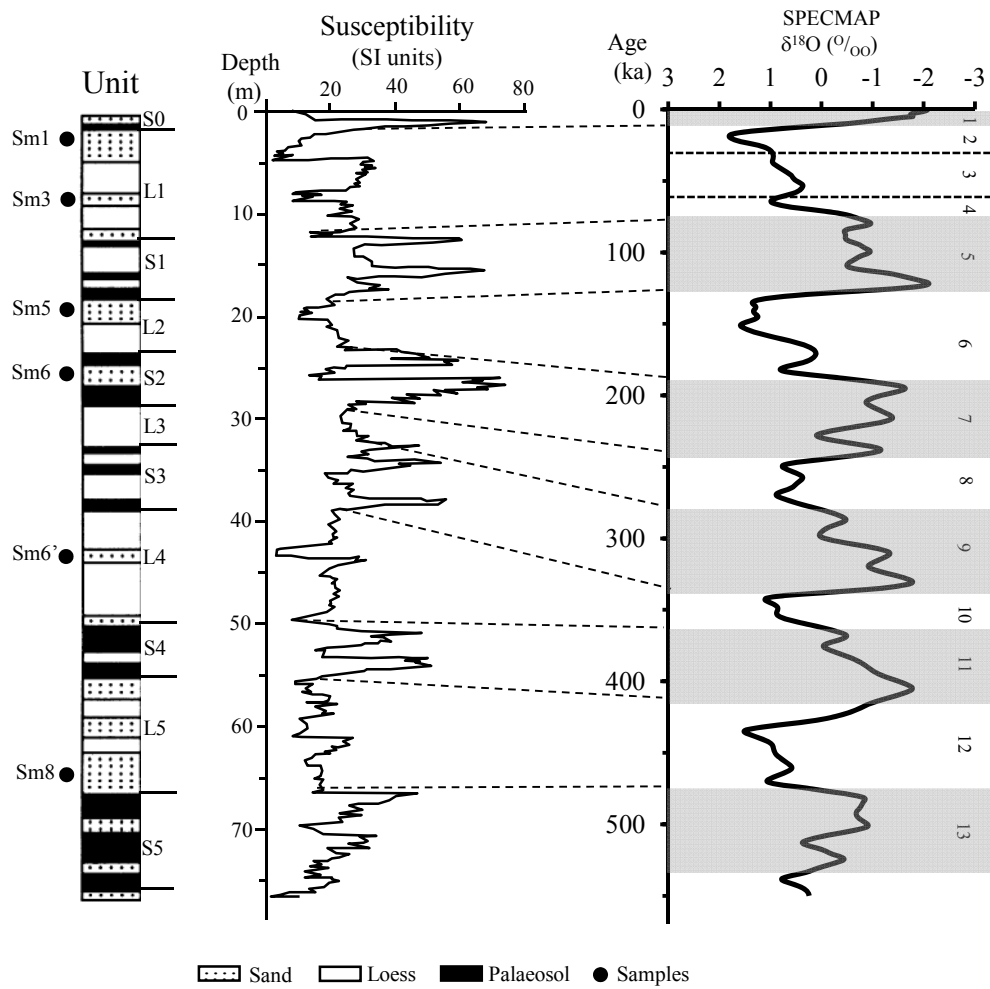 Susceptibility
(SI units)
SPECMAP
δ¹⁸O (⁰/₀₀)
Unit
Depth
(m)
Age
(ka)
20 40 60 80
3 2 1 0 -1 -2 -3
0
10
20
30
40
50
60
70
0
100
200
300
400
500
Sm1
Sm3
Sm5
Sm6
Sm6’
Sm8
S0
L1
S1
L2
S2
L3
S3
L4
S4
L5
S5
1
2
3
4
5
6
7
8
9
10
11
12
13
Sand Loess Palaeosol Samples